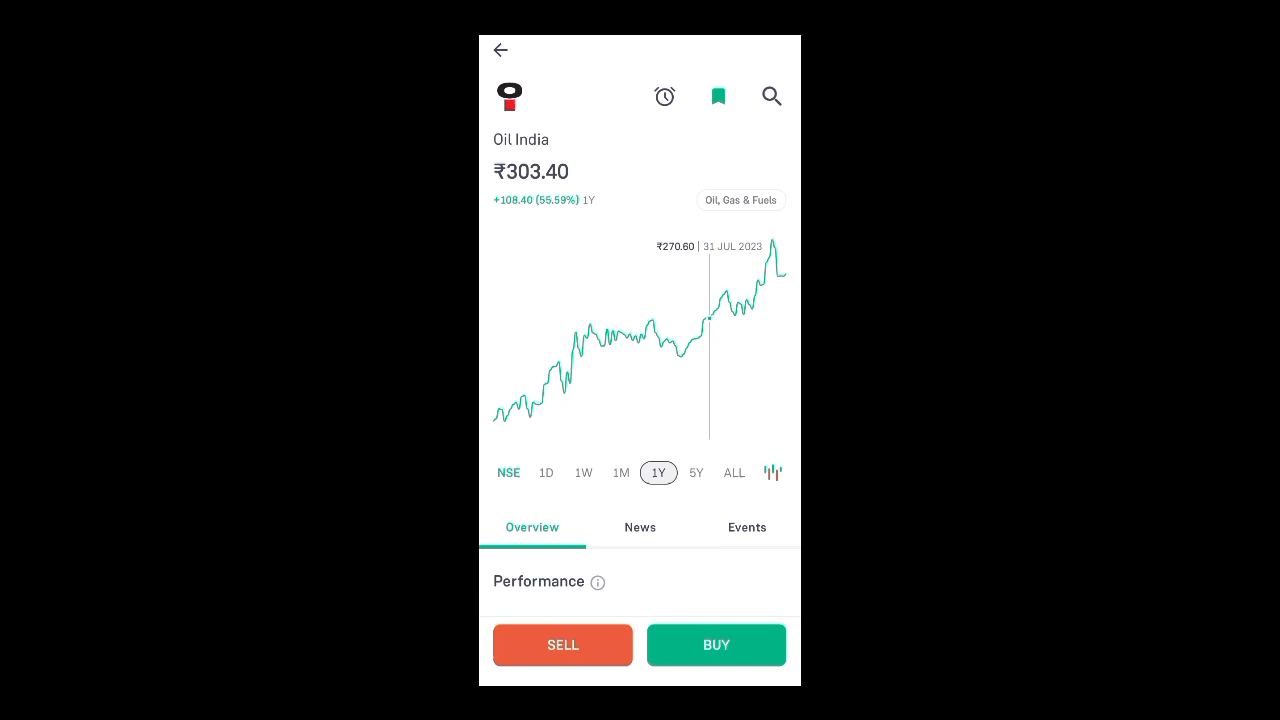 Oil India
₹303.40
+108.40 (55.59%) 1Y
Oil, Gas & Fuels
₹270.60 | 31 JUL 2023
NSE 1D 1W 1M 1Y 5Y ALL
Overview News Events
Performance
SELL BUY